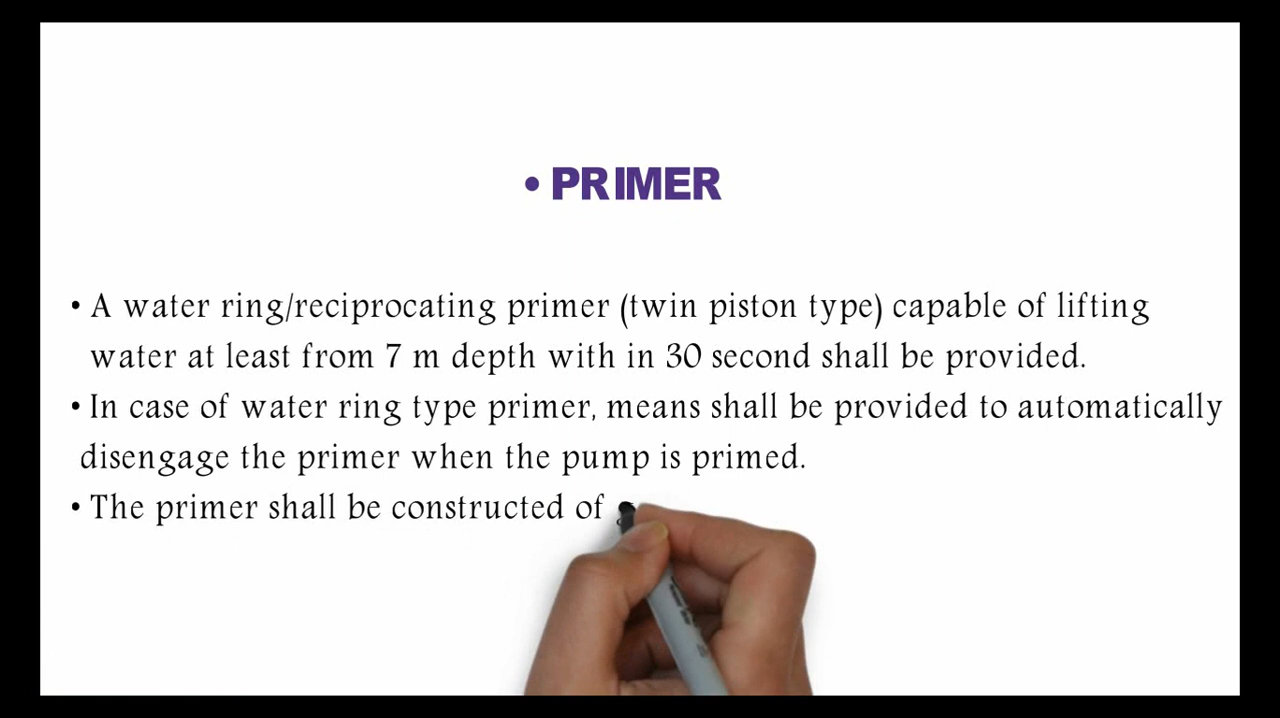 • PRIMER
• A water ring/reciprocating primer (twin piston type) capable of lifting
water at least from 7 m depth with in 30 second shall be provided.
• In case of water ring type primer, means shall be provided to automatically
disengage the primer when the pump is primed.
• The primer shall be constructed of